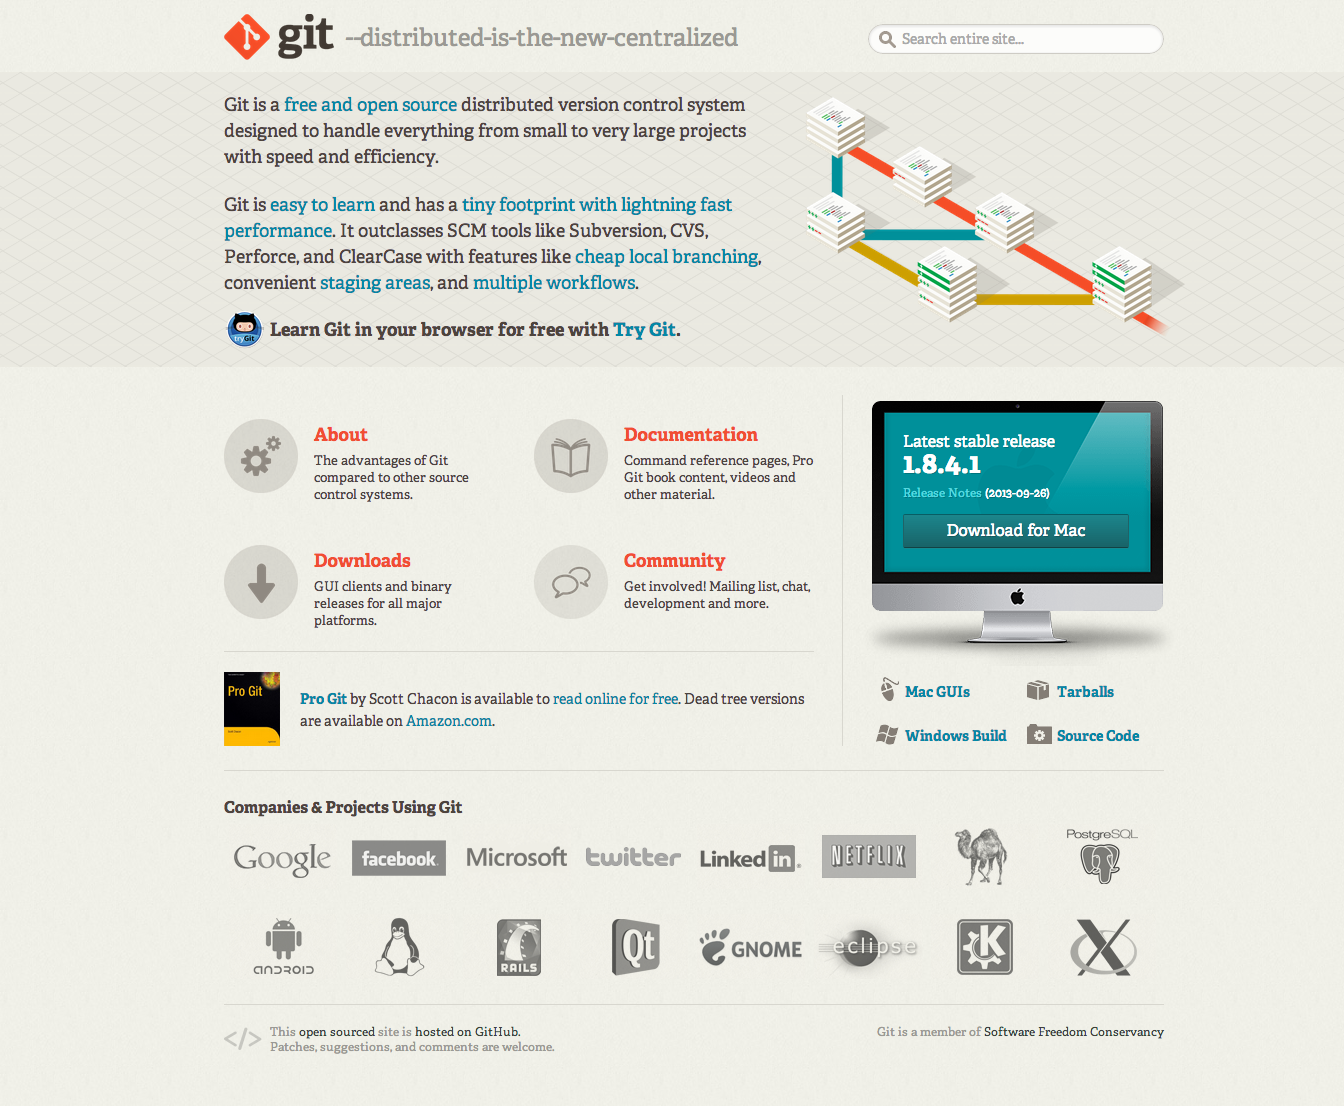 git --distributed-is-the-new-centralized
Search entire site...
Git is a free and open source distributed version control system
designed to handle everything from small to very large projects
with speed and efficiency.
Git is easy to learn and has a tiny footprint with lightning fast
performance. It outclasses SCM tools like Subversion, CVS,
Perforce, and ClearCase with features like cheap local branching,
convenient staging areas, and multiple workflows.
tryGit
Learn Git in your browser for free with Try Git.
About
The advantages of Git
compared to other source
control systems.
Documentation
Command reference pages, Pro
Git book content, videos and
other material.
Downloads
GUI clients and binary
releases for all major
platforms.
Community
Get involved! Mailing list, chat,
development and more.
Pro Git
Pro Git by Scott Chacon is available to read online for free. Dead tree versions
are available on Amazon.com.
Latest stable release
1.8.4.1
Release Notes (2013-09-26)
Download for Mac
Mac GUIs
Tarballs
Windows Build
Source Code
Companies & Projects Using Git
Google
facebook
Microsoft
twitter
Linked in
NETFLIX
PostgreSQL
ANDROID
RAILS
Qt
GNOME
eclipse
K
X
</> This open sourced site is hosted on GitHub.
Patches, suggestions, and comments are welcome.
Git is a member of Software Freedom Conservancy